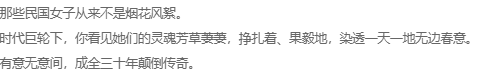 那些民国女子从来不是烟花风絮。
时代巨轮下，你看见她们的灵魂芳草萋萋，挣扎着、果毅地，染透一天一地无边春意。
有意无意间，成全三十年颠倒传奇。